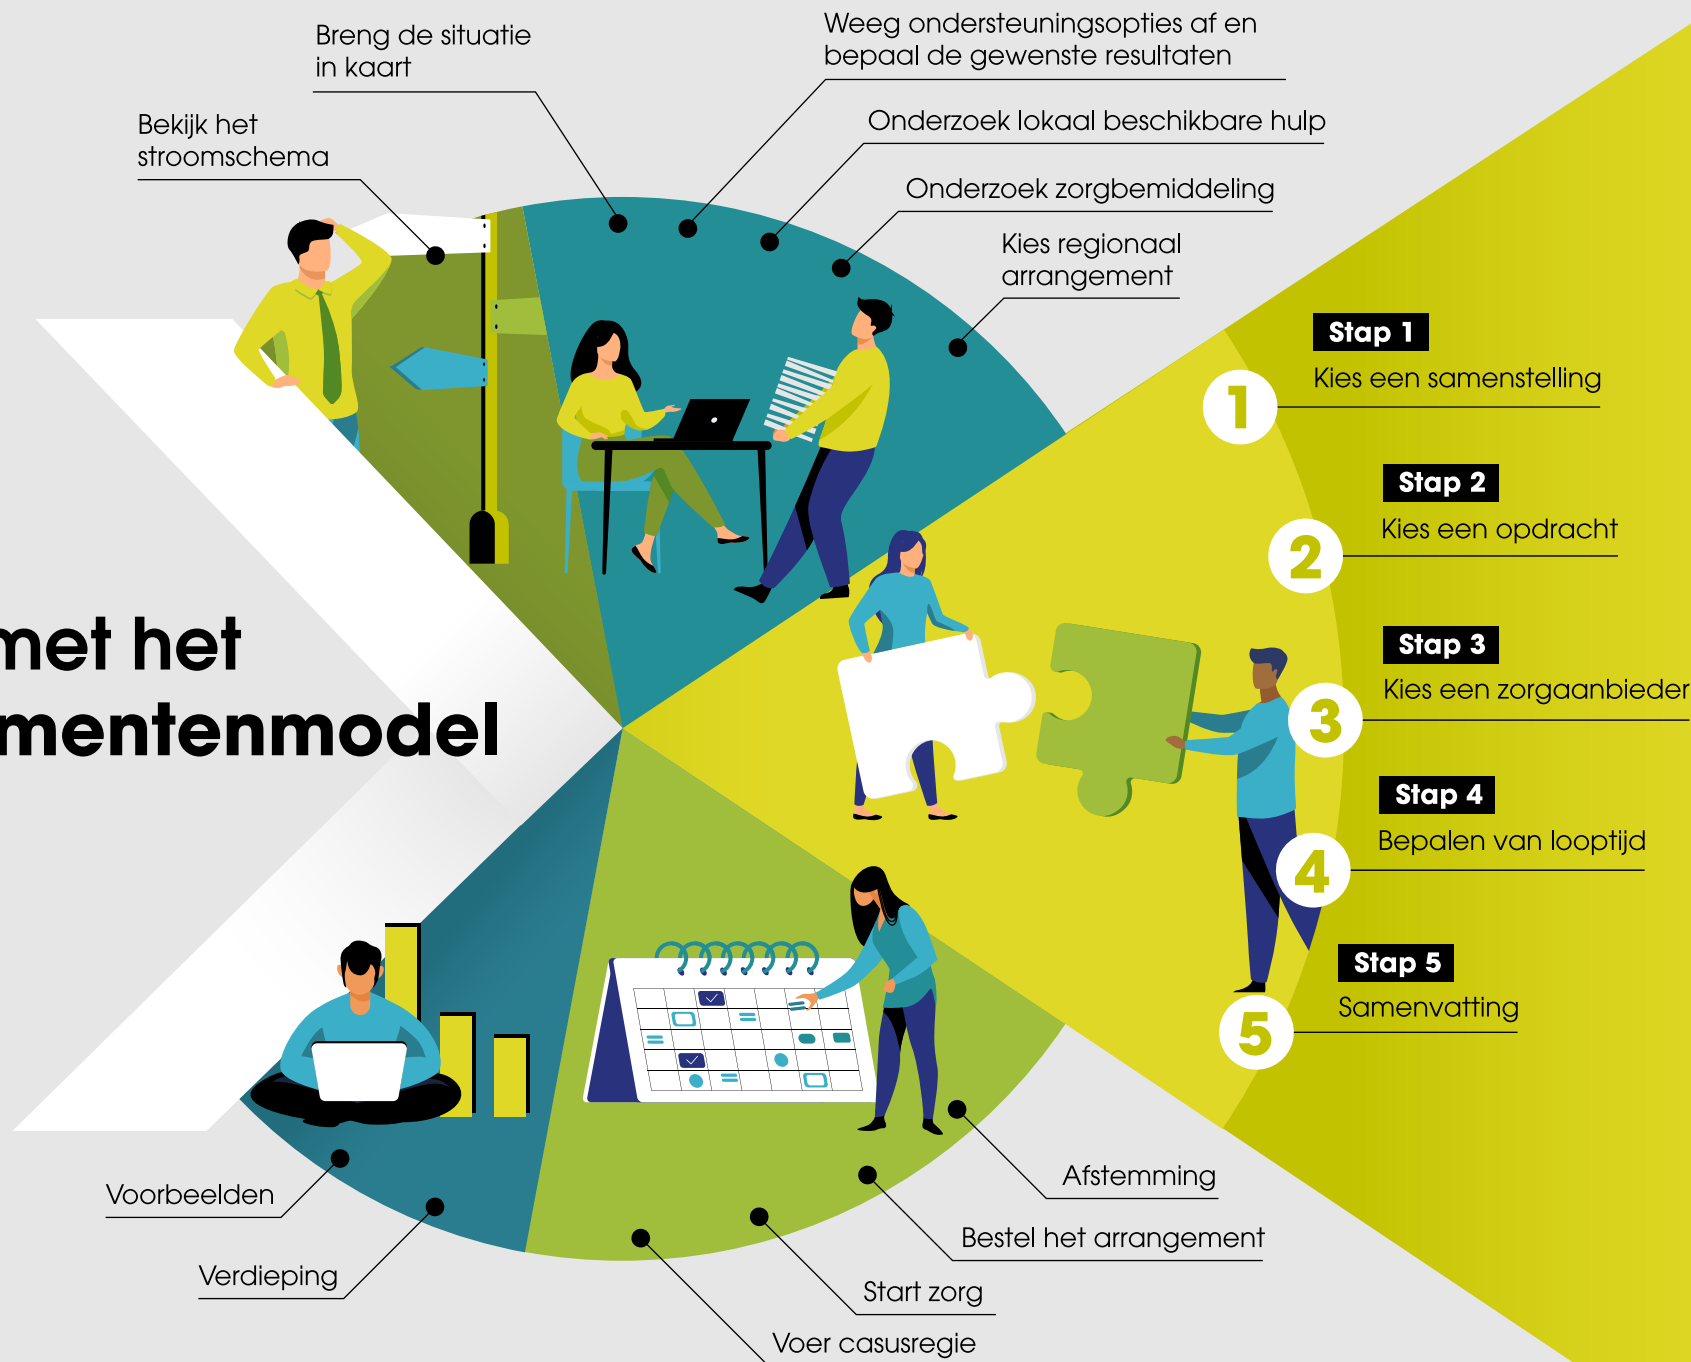 Breng de situatie
in kaart
Weeg ondersteuningsopties af en
bepaal de gewenste resultaten
Bekijk het
stroomschema
Onderzoek lokaal beschikbare hulp
Onderzoek zorgbemiddeling
Kies regionaal
arrangement
Stap 1
Kies een samenstelling
1
Stap 2
Kies een opdracht
2
met het
mentenmodel
Stap 3
Kies een zorgaanbieder
3
Stap 4
Bepalen van looptijd
4
Stap 5
Samenvatting
5
Voorbeelden
Verdieping
Afstemming
Bestel het arrangement
Start zorg
Voer casusregie